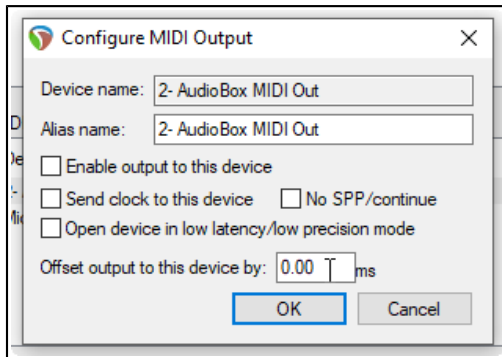 Configure MIDI Output
Device name: 2- AudioBox MIDI Out
Alias name: 2- AudioBox MIDI Out
Enable output to this device
Send clock to this device No SPP/continue
Open device in low latency/low precision mode
Offset output to this device by: 0.00 ms
OK Cancel